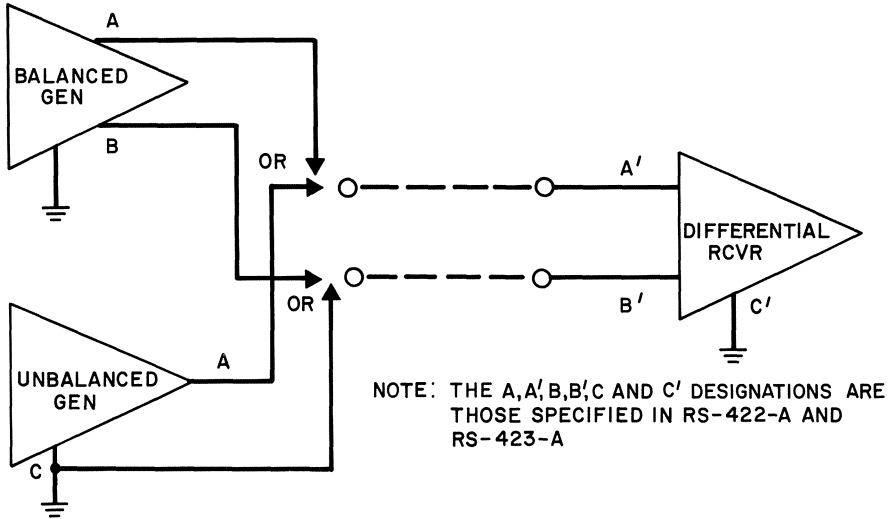 A
BALANCED
GEN
B
OR
A'
DIFFERENTIAL
RCVR
OR
B'
C'
A
UNBALANCED
GEN
C
NOTE: THE A,A',B,B',C AND C' DESIGNATIONS ARE
THOSE SPECIFIED IN RS-422-A AND
RS-423-A